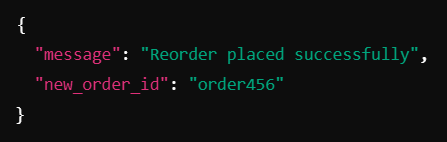 {
"message": "Reorder placed successfully",
"new_order_id": "order456"
}